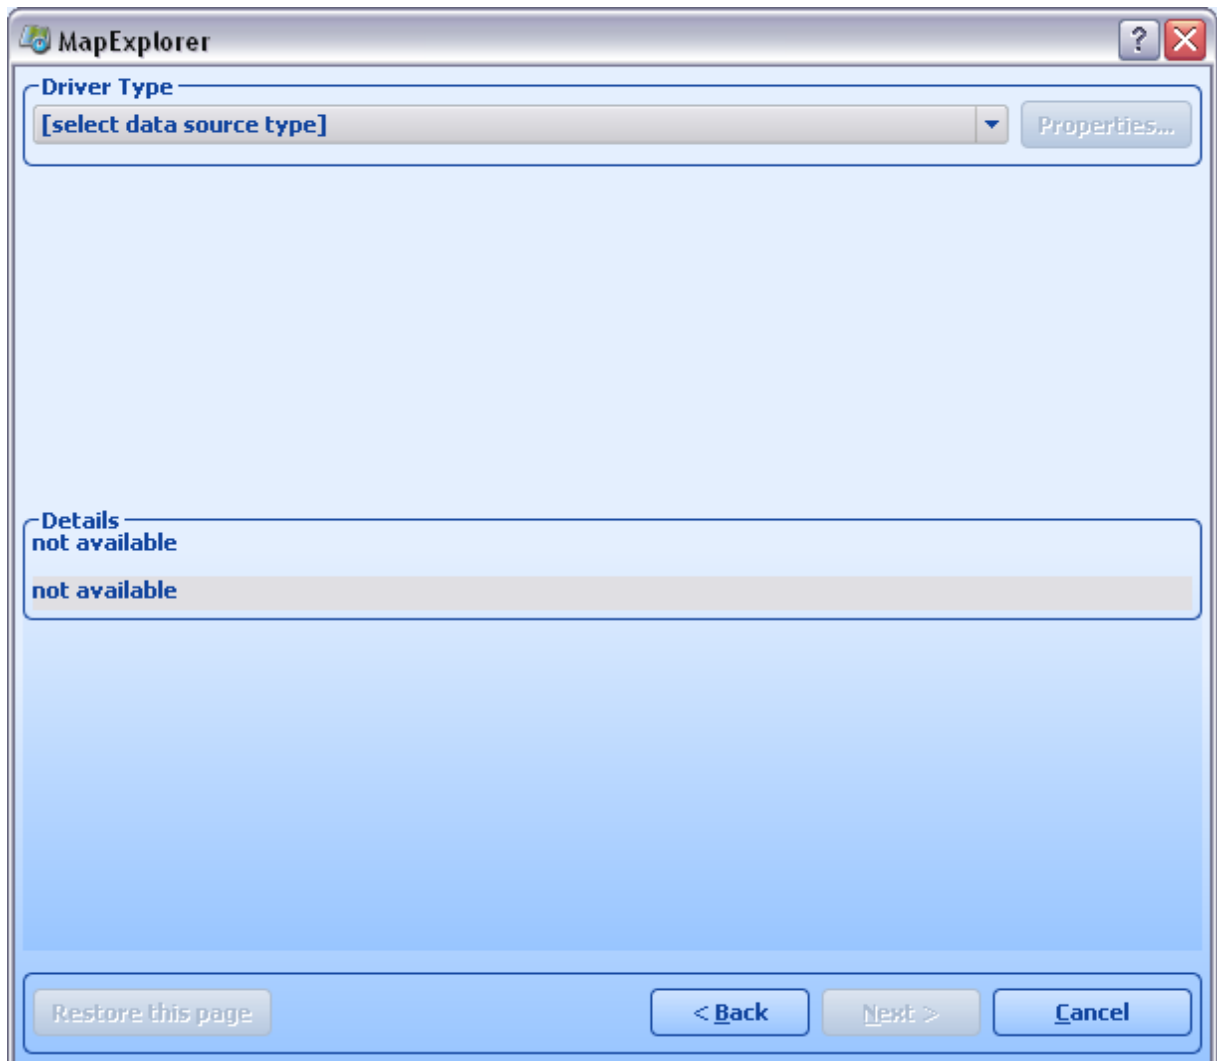 MapExplorer
Driver Type
[select data source type]
Properties...
Details
not available
not available
Restore this page
< Back
Next >
Cancel